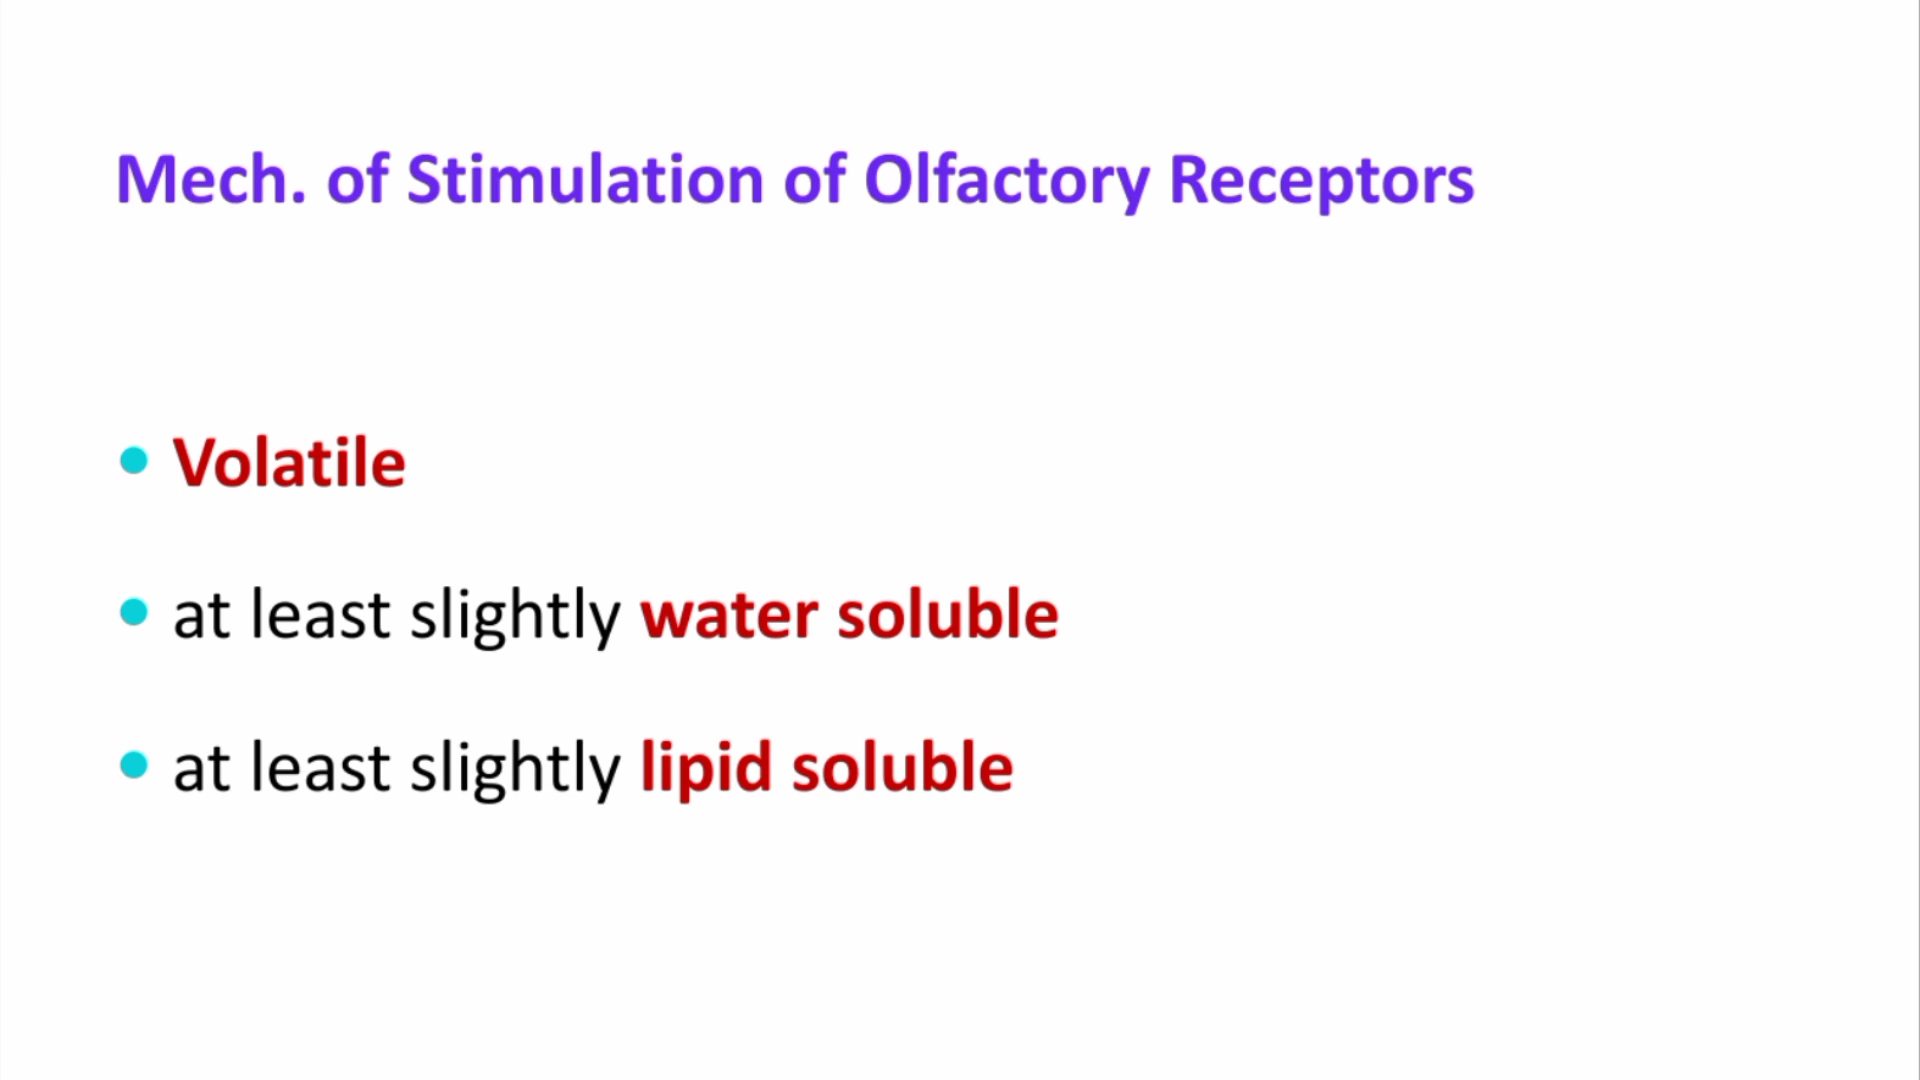 Mech. of Stimulation of Olfactory Receptors
• Volatile
• at least slightly water soluble
• at least slightly lipid soluble